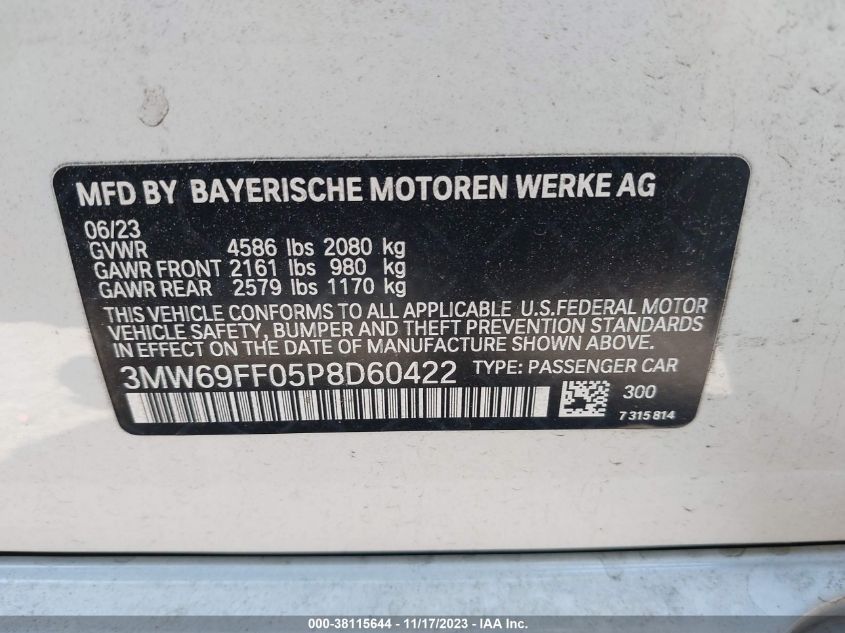 MFD BY BAYERISCHE MOTOREN WERKE AG
06/23
GVWR 4586 lbs 2080 kg
GAWR FRONT 2161 lbs 980 kg
GAWR REAR 2579 lbs 1170 kg
THIS VEHICLE CONFORMS TO ALL APPLICABLE U.S.FEDERAL MOTOR
VEHICLE SAFETY, BUMPER AND THEFT PREVENTION STANDARDS
IN EFFECT ON THE DATE OF MANUFACTURE SHOWN ABOVE.
3MW69FF05P8D60422 TYPE: PASSENGER CAR
300
7 315 814
000-38115644 - 11/17/2023 - IAAI.COM